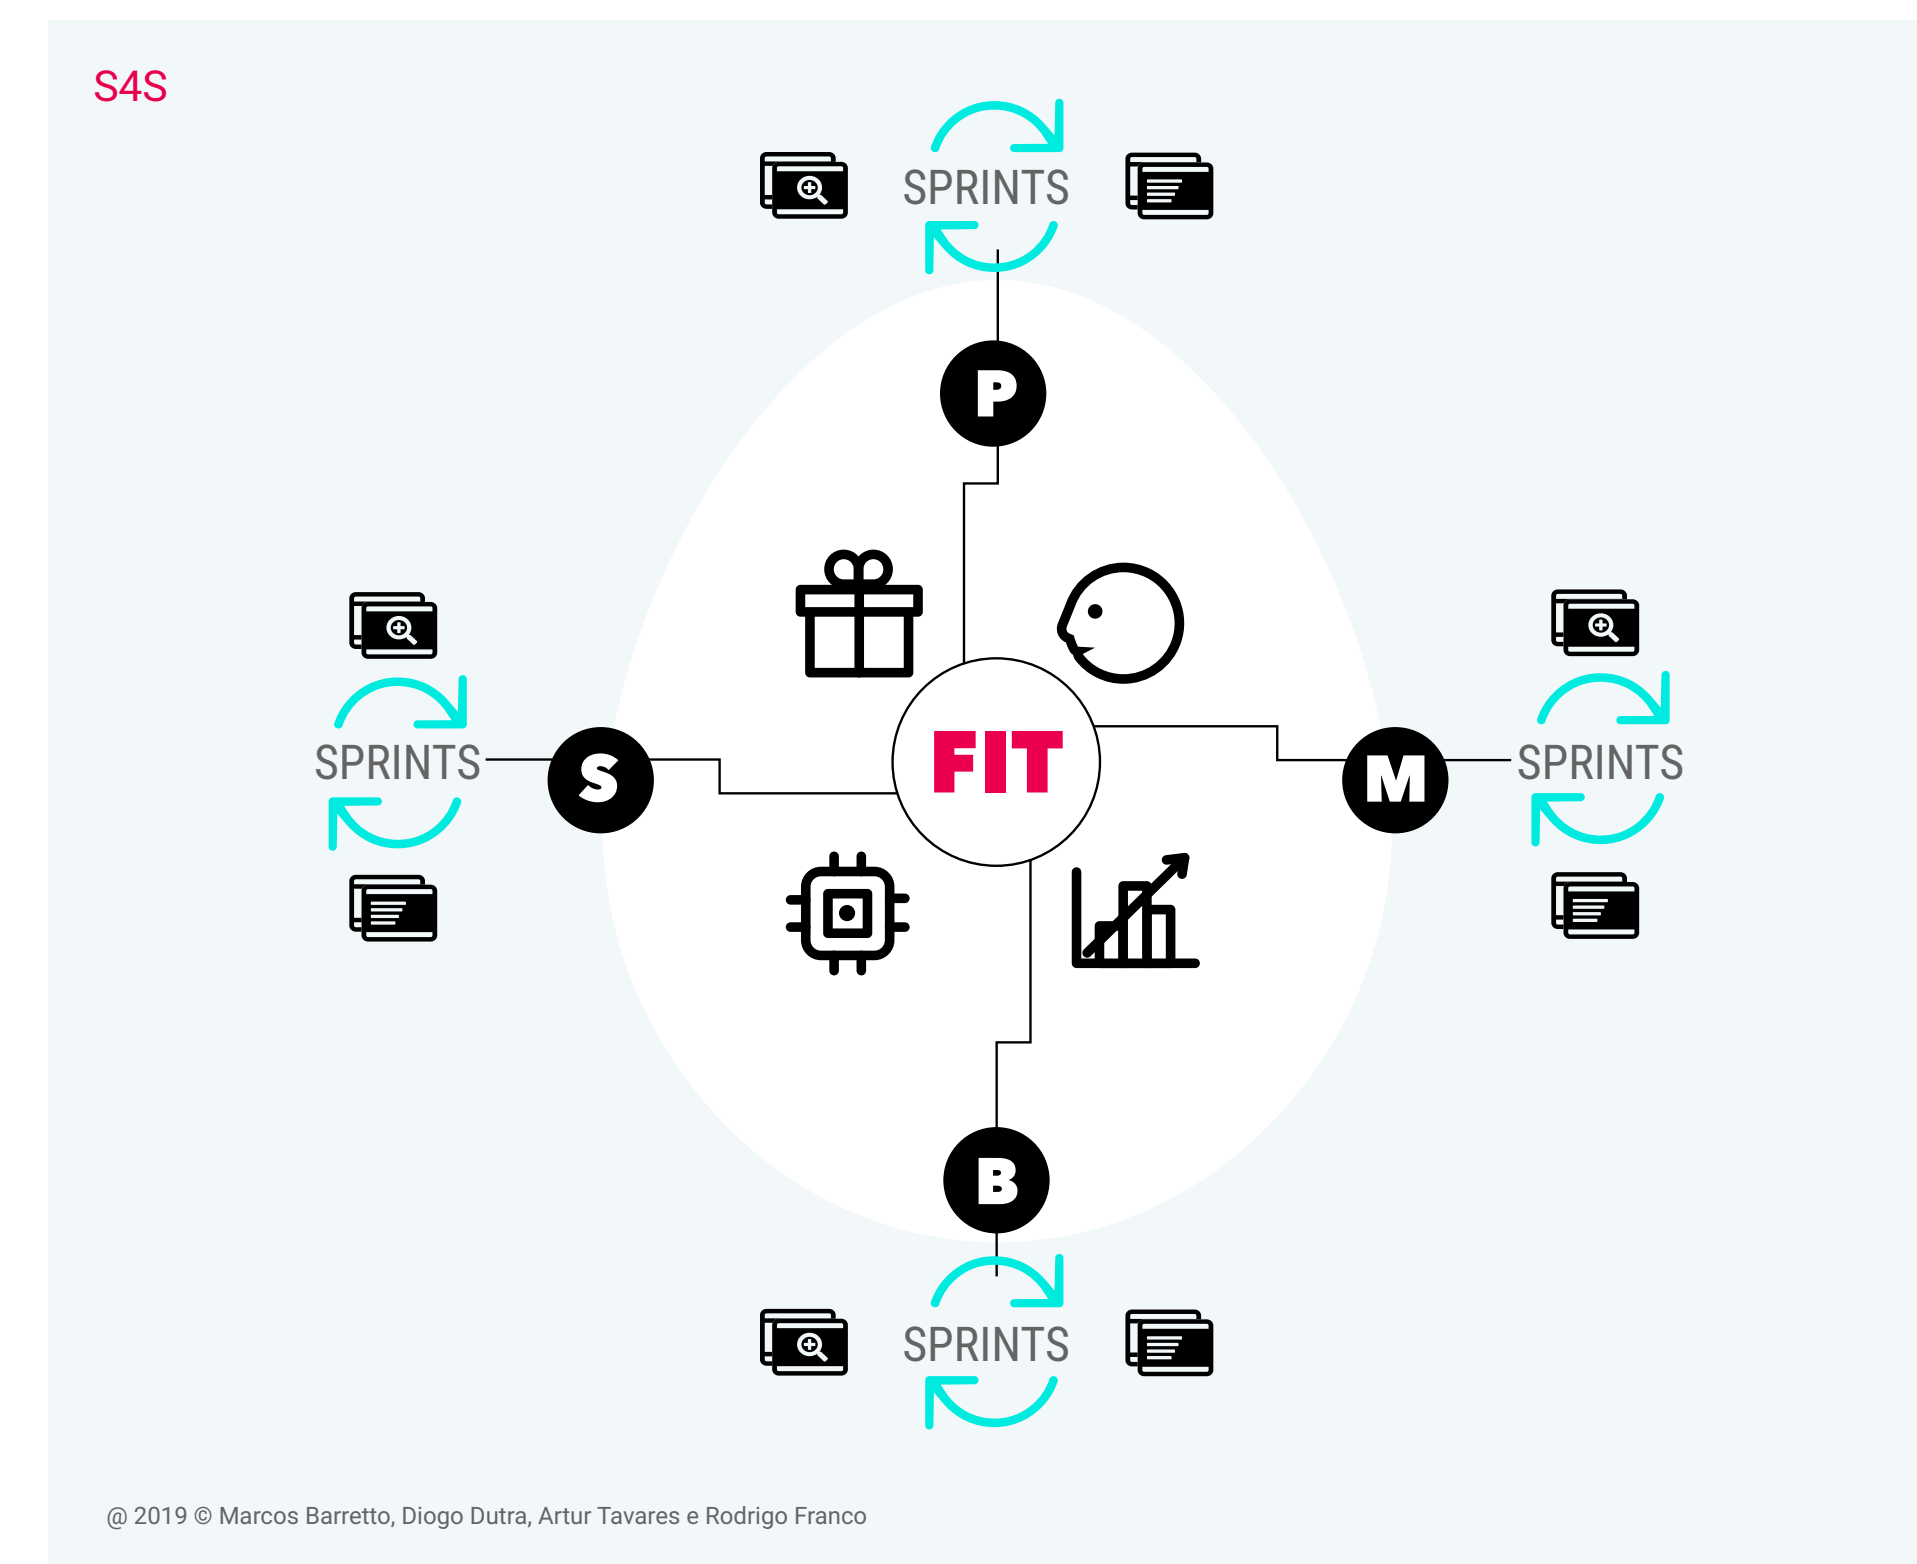 S4S
SPRINTS
P
FIT
SPRINTS
S
M
SPRINTS
B
SPRINTS
@ 2019 © Marcos Barretto, Diogo Dutra, Artur Tavares e Rodrigo Franco